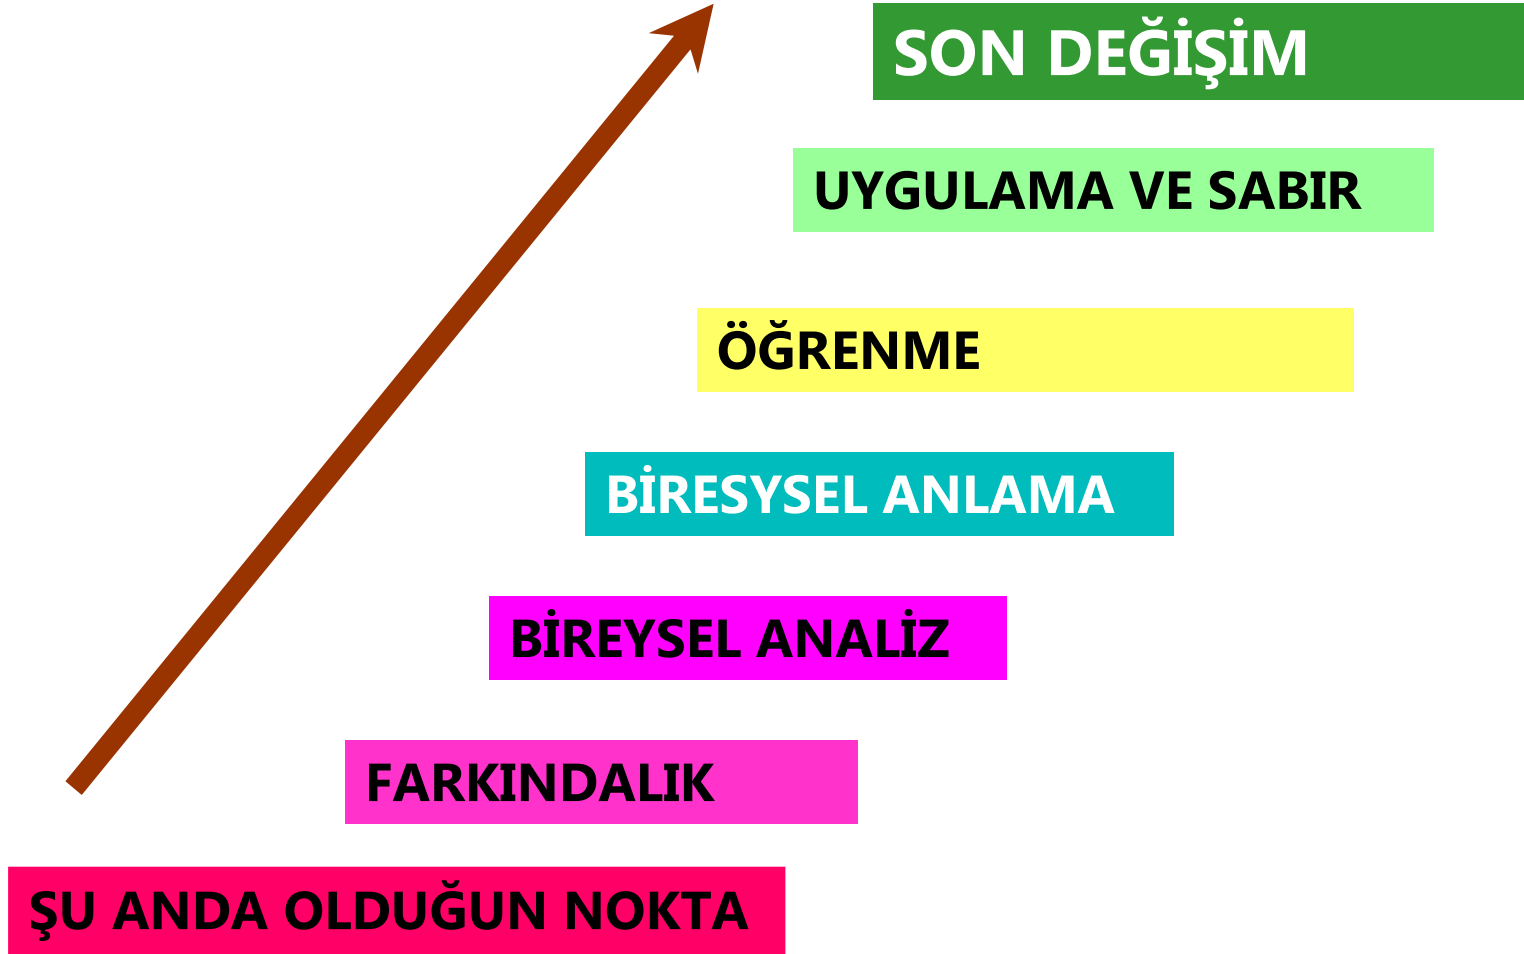 SON DEĞİŞİM
UYGULAMA VE SABIR
ÖĞRENME
BİRESYSEL ANLAMA
BİREYSEL ANALİZ
FARKINDALIK
ŞU ANDA OLDUĞUN NOKTA